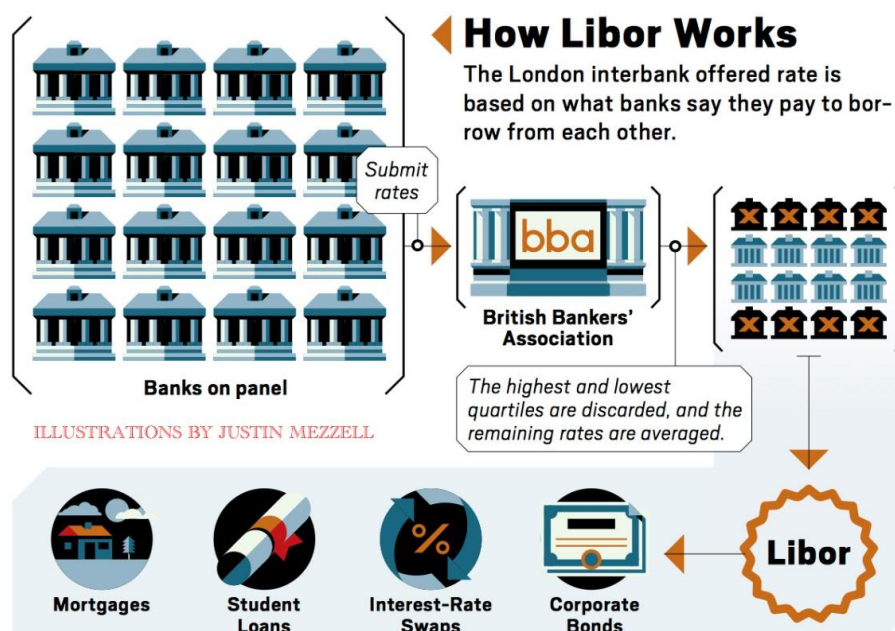 How Libor Works
The London interbank offered rate is
based on what banks say they pay to bor-
row from each other.
Submit
rates
bba
British Bankers'
Association
Banks on panel
The highest and lowest
quartiles are discarded, and the
remaining rates are averaged.
ILLUSTRATIONS BY JUSTIN MEZZELL
X X X X
X X X X
Libor
%
Mortgages
Student
Loans
Interest-Rate
Swaps
Corporate
Bonds